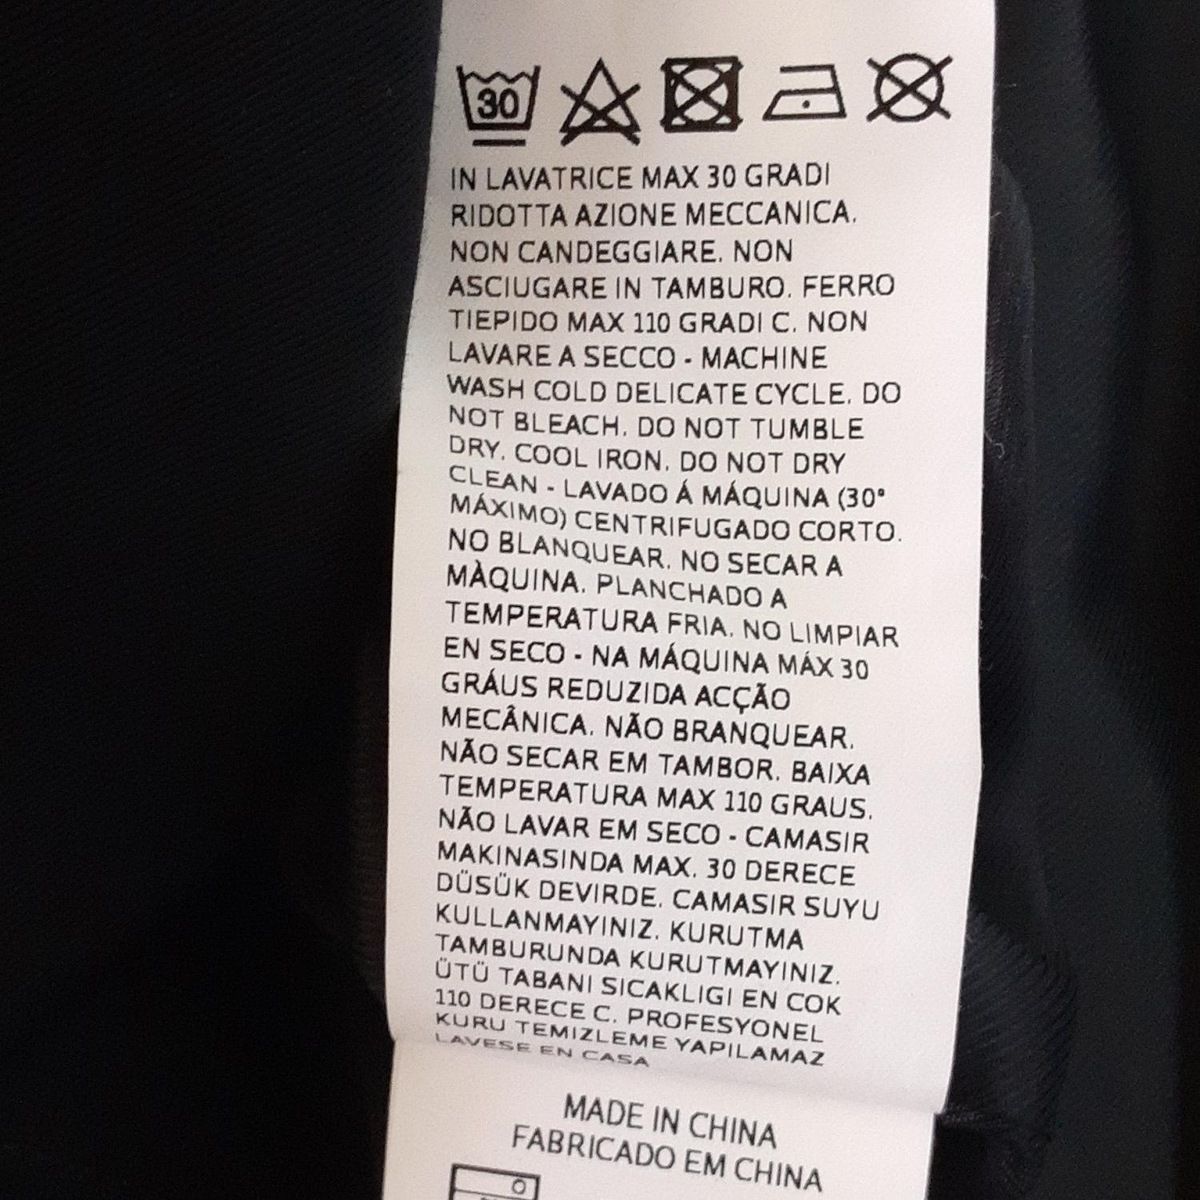 30
IN LAVATRICE MAX 30 GRADI
RIDOTTA AZIONE MECCANICA.
NON CANDEGGIARE. NON
ASCIUGARE IN TAMBURO. FERRO
TIEPIDO MAX 110 GRADI C. NON
LAVARE A SECCO - MACHINE
WASH COLD DELICATE CYCLE. DO
NOT BLEACH. DO NOT TUMBLE
DRY. COOL IRON. DO NOT DRY
CLEAN - LAVADO Á MÁQUINA (30°
MÁXIMO) CENTRIFUGADO CORTO.
NO BLANQUEAR. NO SECAR A
MÀQUINA. PLANCHADO A
TEMPERATURA FRIA. NO LIMPIAR
EN SECO - NA MÁQUINA MÁX 30
GRÁUS REDUZIDA ACÇÃO
MECÂNICA. NÃO BRANQUEAR.
NÃO SECAR EM TAMBOR. BAIXA
TEMPERATURA MAX 110 GRAUS.
NÃO LAVAR EM SECO - CAMASIR
MAKINASINDA MAX. 30 DERECE
DÜSÜK DEVIRDE. CAMASIR SUYU
KULLANMAYINIZ. KURUTMA
TAMBURUNDA KURUTMAYINIZ.
ÜTÜ TABANI SICAKLIGI EN COK
110 DERECE C. PROFESYONEL
KURU TEMIZLEME YAPILAMAZ
LAVESE EN CASA
MADE IN CHINA
FABRICADO EM CHINA